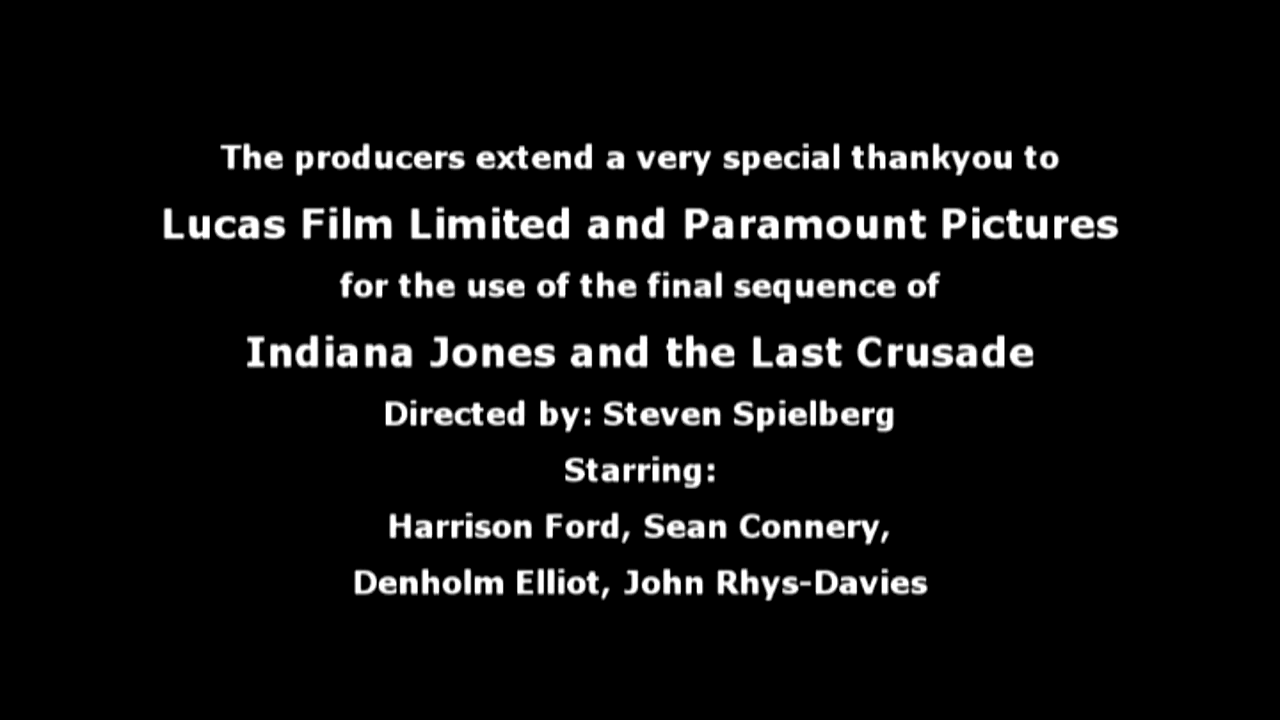 The producers extend a very special thankyou to
Lucas Film Limited and Paramount Pictures
for the use of the final sequence of
Indiana Jones and the Last Crusade
Directed by: Steven Spielberg
Starring:
Harrison Ford, Sean Connery,
Denholm Elliot, John Rhys-Davies